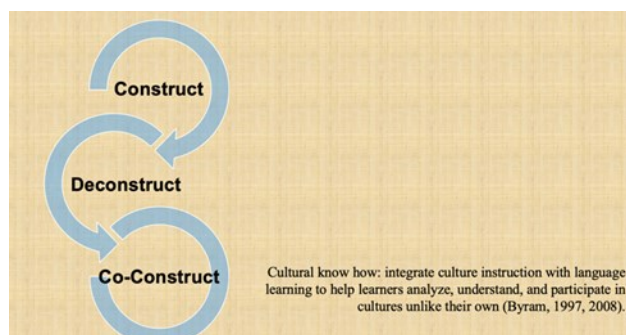 Construct
Deconstruct
Co-Construct
Cultural know how: integrate culture instruction with language
learning to help learners analyze, understand, and participate in
cultures unlike their own (Byram, 1997, 2008).